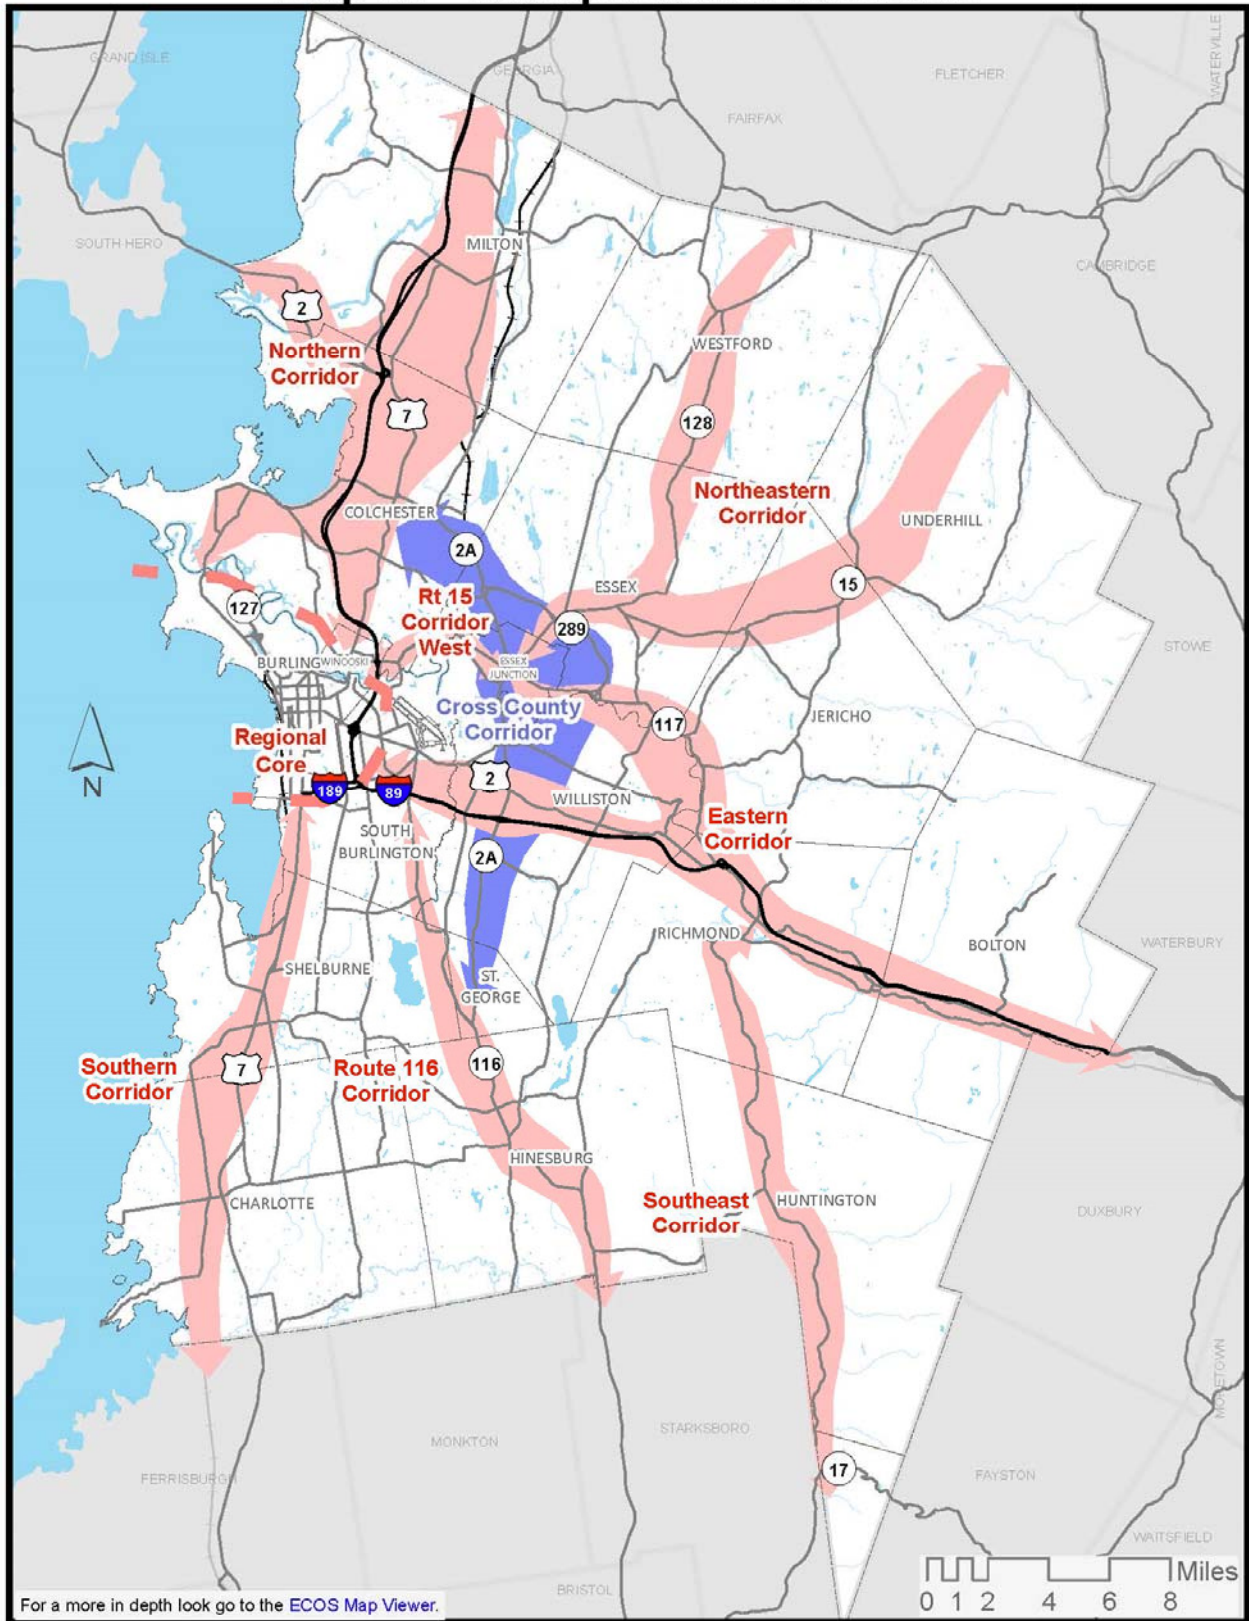 GRAND ISLE
GEORGIA
FLETCHER
WATERVILLE
FAIRFAX
SOUTH HERO
MILTON
CAMBRIDGE
2
Northern
Corridor
WESTFORD
7
128
Northeastern
Corridor
COLCHESTER
UNDERHILL
2A
ESSEX
15
Rt 15
Corridor
West
127
289
STOWE
BURLING
WINOOSKI
ESSEX
JUNCTION
Cross County
Corridor
117
JERICHO
Regional
Core
N
2
189
89
WILLISTON
Eastern
Corridor
SOUTH
BURLINGTON
2A
RICHMOND
BOLTON
WATERBURY
SHELBURNE
ST.
GEORGE
Southern
Corridor
7
Route 116
Corridor
116
HINESBURG
Southeast
Corridor
HUNTINGTON
CHARLOTTE
DUXBURY
MORETOWN
STARKSBORO
MONKTON
FERRISBURGH
17
FAYSTON
WAITSFIELD
BRISTOL
Miles
0 1 2 4 6 8
For a more in depth look go to the ECOS Map Viewer.